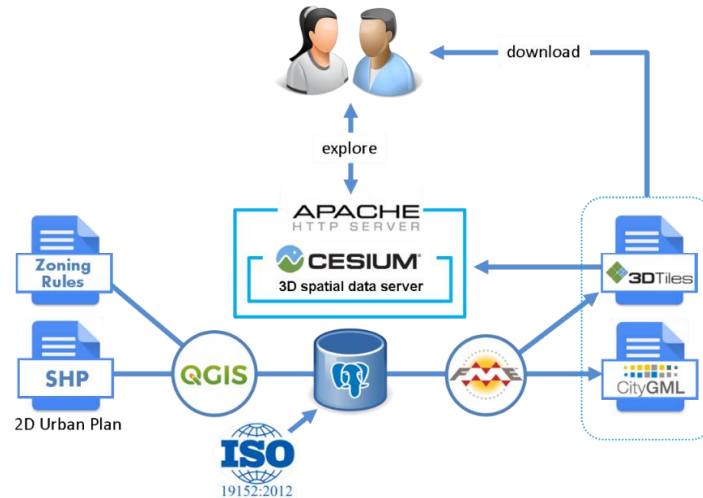 download
explore
APACHE
HTTP SERVER
CESIUM
3D spatial data server
Zoning
Rules
3DTiles
SHP
QGIS
FME
CityGML
2D Urban Plan
ISO
19152:2012